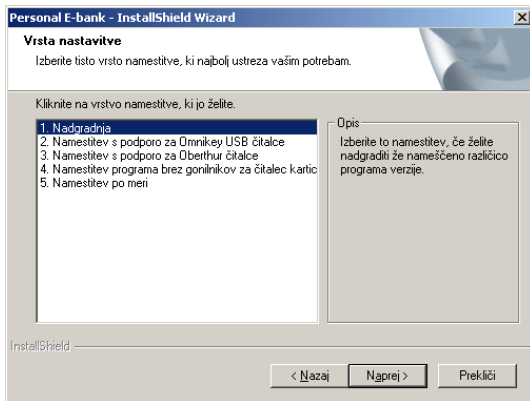 Personal E-bank - InstallShield Wizard
Vrsta nastavitve
Izberite tisto vrsto namestitve, ki najbolj ustreza vašim potrebam.
Kliknite na vrstvo namestitve, ki jo želite.
1. Nadgradnja
2. Namestitev s podporo za Omnikey USB čitalce
3. Namestitev s podporo za Oberthur čitalce
4. Namestitev programa brez gonilnikov za čitalec kartic
5. Namestitev po meri
Opis
Izberite to namestitev, če želite
nadgraditi že nameščeno različico
programa verzije.
InstallShield
< Nazaj
Naprej >
Prekliči